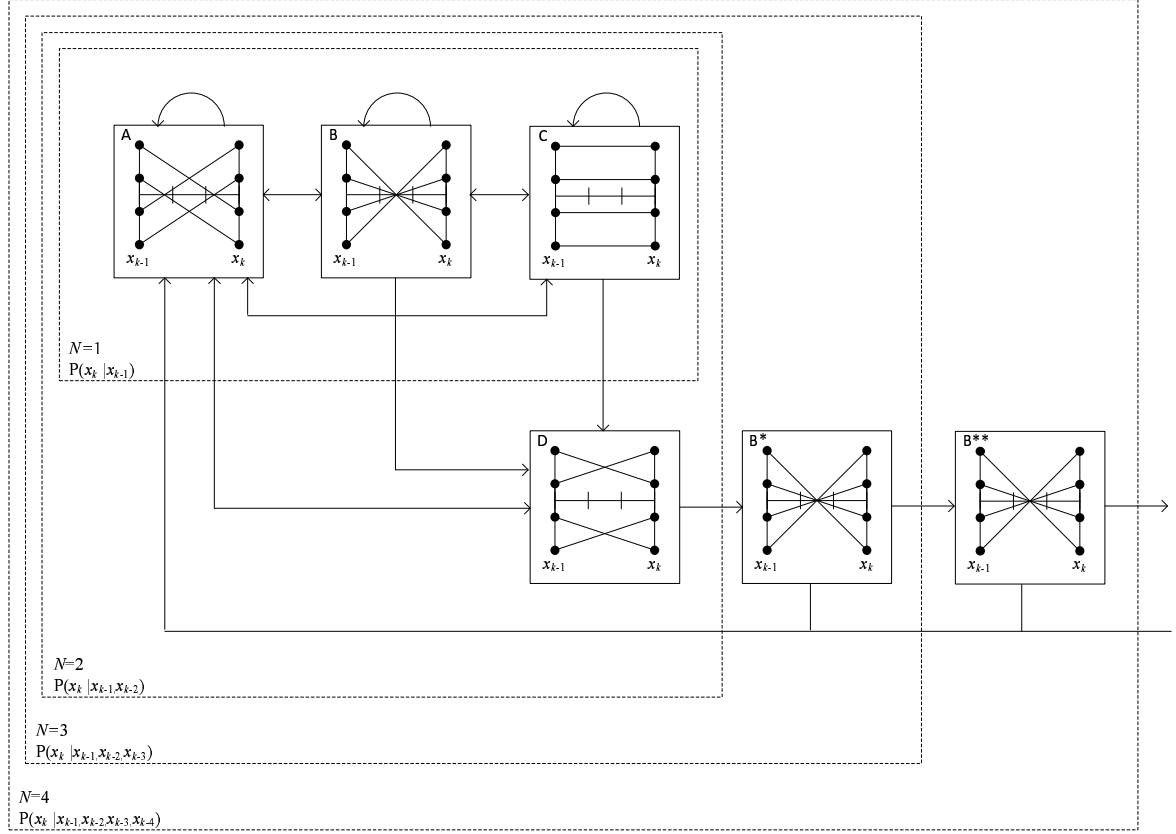 A
B
C
x_{k-1} x_k
x_{k-1} x_k
x_{k-1} x_k
N=1
P(x_k |x_{k-1})
D
B*
B**
x_{k-1} x_k
x_{k-1} x_k
x_{k-1} x_k
N=2
P(x_k |x_{k-1},x_{k-2})
N=3
P(x_k |x_{k-1},x_{k-2},x_{k-3})
N=4
P(x_k |x_{k-1},x_{k-2},x_{k-3},x_{k-4})